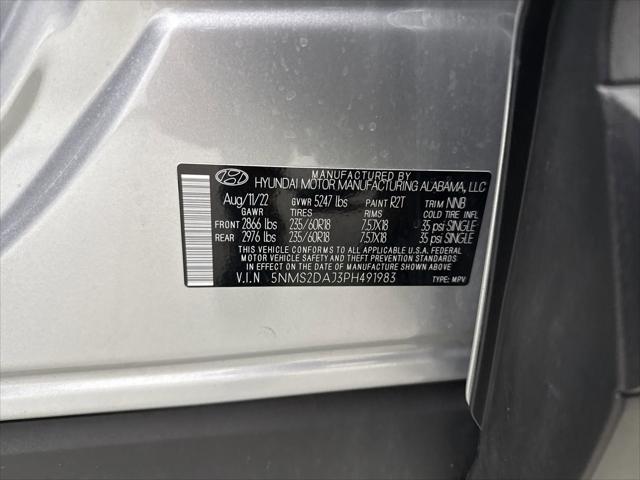 MANUFACTURED BY
HYUNDAI MOTOR MANUFACTURING ALABAMA, LLC
Aug/11/22 GVWR 5247 lbs PAINT R2T TRIM NNB
GAWR TIRES RIMS COLD TIRE INFL
FRONT 2866 lbs 235/60R18 7.5JX18 35 psi SINGLE
REAR 2976 lbs 235/60R18 7.5JX18 35 psi SINGLE
THIS VEHICLE CONFORMS TO ALL APPLICABLE U.S. FEDERAL
MOTOR VEHICLE SAFETY AND THEFT PREVENTION STANDARDS
IN EFFECT ON THE DATE OF MANUFACTURE SHOWN ABOVE.
V.I.N 5NMS2DAJ3PH491983 TYPE: MPV